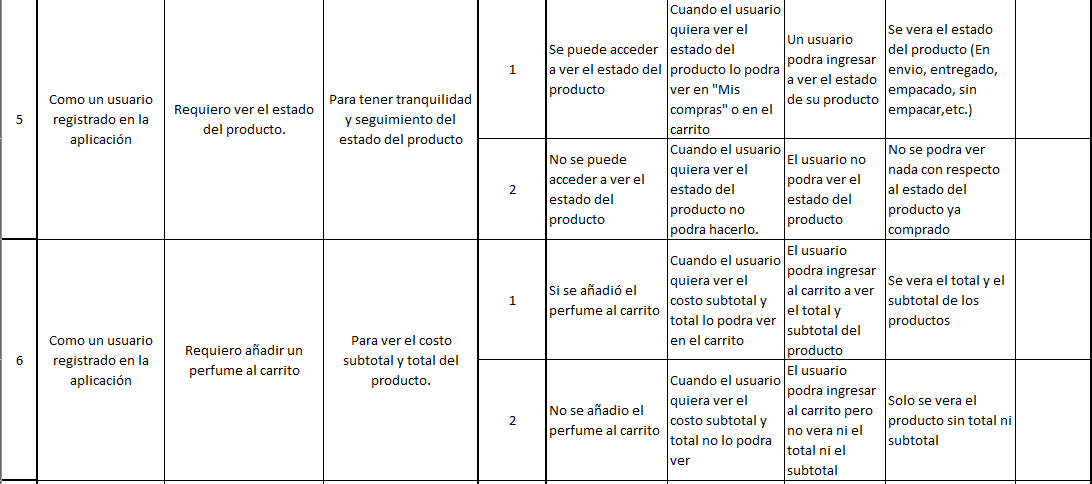 5
Como un usuario
registrado en la
aplicación
Requiero ver el estado
del producto.
Para tener tranquilidad
y seguimiento del
estado del producto
1
Se puede acceder
a ver el estado del
producto
Cuando el usuario
quiera ver el
estado del
producto lo podra
ver en "Mis
compras" o en el
carrito
Un usuario
podra ingresar
a ver el estado
de su producto
Se vera el estado
del producto (En
envio, entregado,
empacado, sin
empacar,etc.)
2
No se puede
acceder a ver el
estado del
producto
Cuando el usuario
quiera ver el
estado del
producto no
podra hacerlo.
El usuario no
podra ver el
estado del
producto
No se podra ver
nada con respecto
al estado del
producto ya
comprado
6
Como un usuario
registrado en la
aplicación
Requiero añadir un
perfume al carrito
Para ver el costo
subtotal y total del
producto.
1
Si se añadió el
perfume al carrito
Cuando el usuario
quiera ver el
costo subtotal y
total lo podra ver
en el carrito
El usuario
podra ingresar
al carrito a ver
el total y
subtotal del
producto
Se vera el total y el
subtotal de los
productos
2
No se añadio el
perfume al carrito
Cuando el usuario
quiera ver el
costo subtotal y
total no lo podra
ver
El usuario
podra ingresar
al carrito pero
no vera ni el
total ni el
subtotal
Solo se vera el
producto sin total ni
subtotal